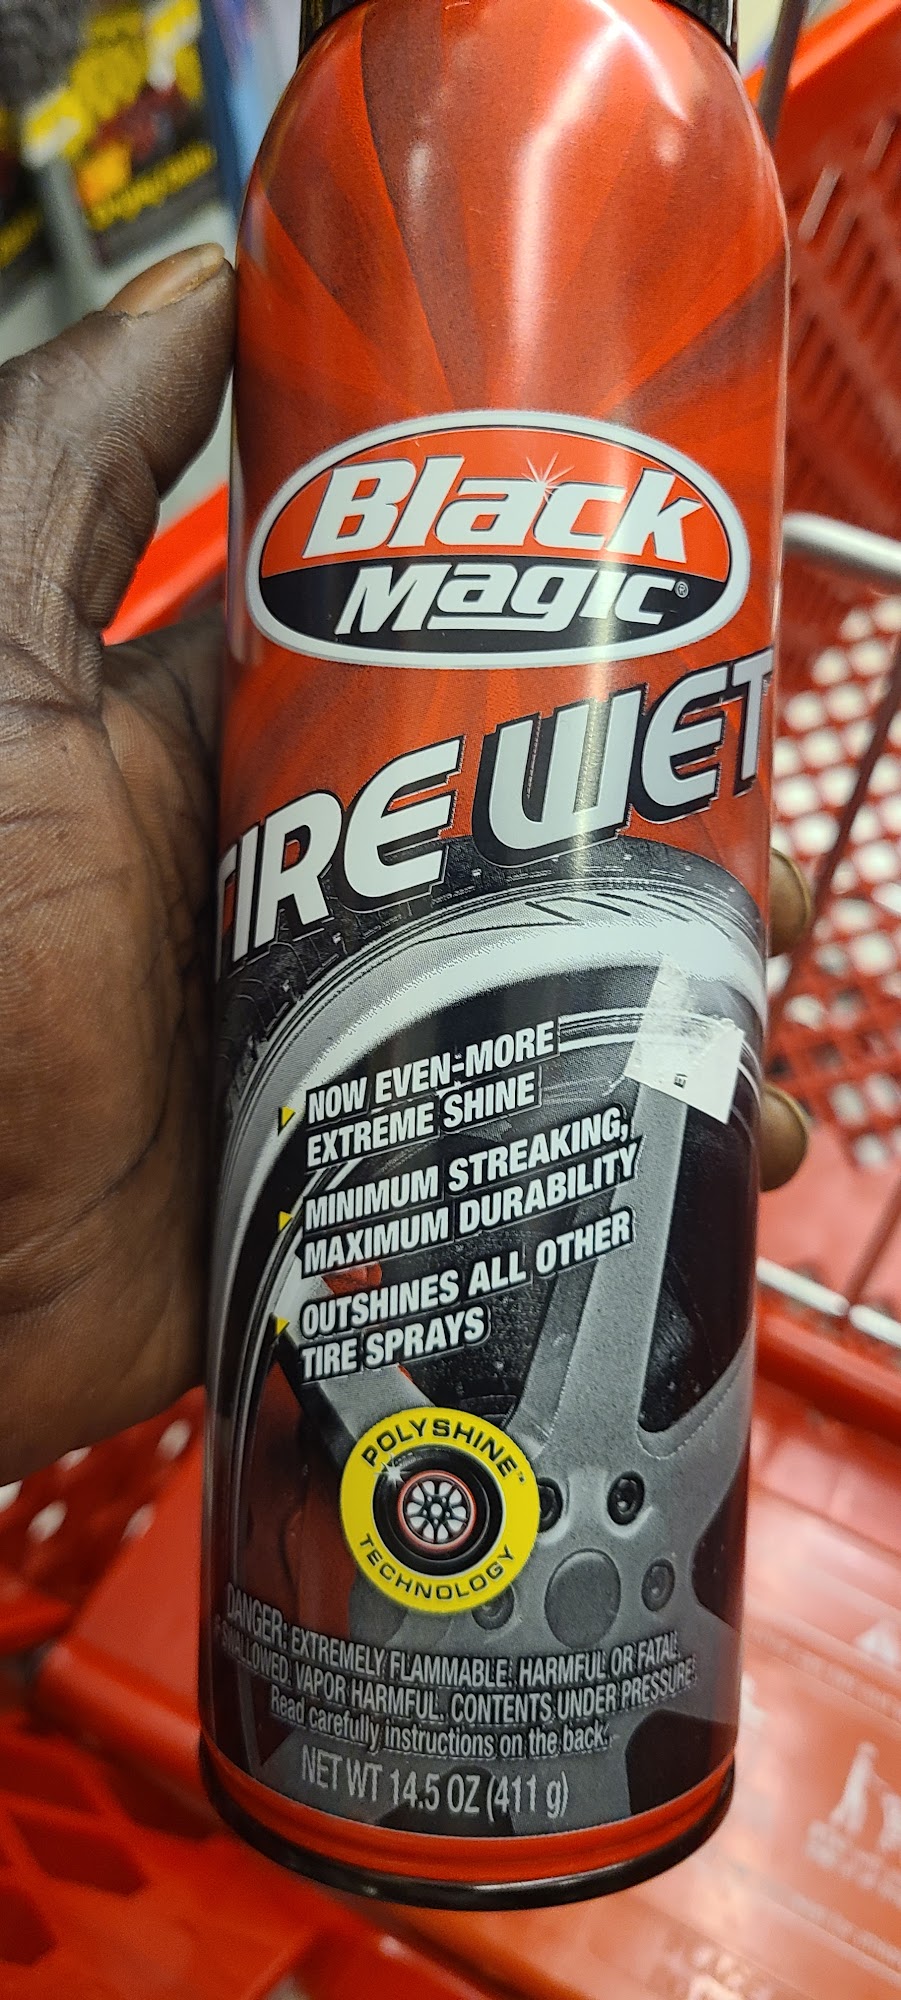 Black
Magic®
TIRE WET
NOW EVEN-MORE
EXTREME SHINE
MINIMUM STREAKING,
MAXIMUM DURABILITY
OUTSHINES ALL OTHER
TIRE SPRAYS
POLYSHINE™
TECHNOLOGY
DANGER: EXTREMELY FLAMMABLE. HARMFUL OR FATAL
IF SWALLOWED. VAPOR HARMFUL. CONTENTS UNDER PRESSURE.
Read carefully instructions on the back.
NET WT 14.5 OZ (411 g)